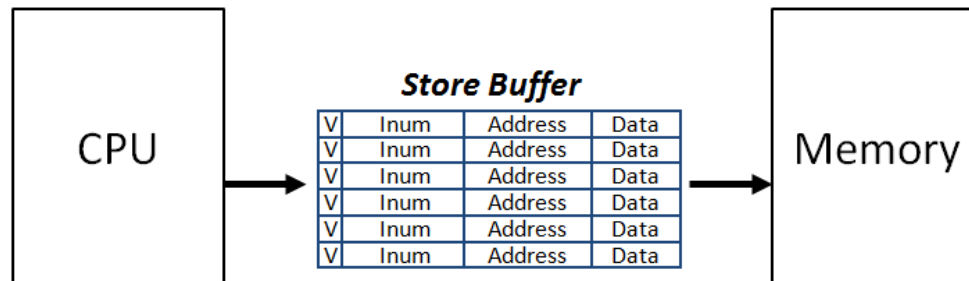 Store Buffer
CPU
Memory
V Inum Address Data
V Inum Address Data
V Inum Address Data
V Inum Address Data
V Inum Address Data
V Inum Address Data